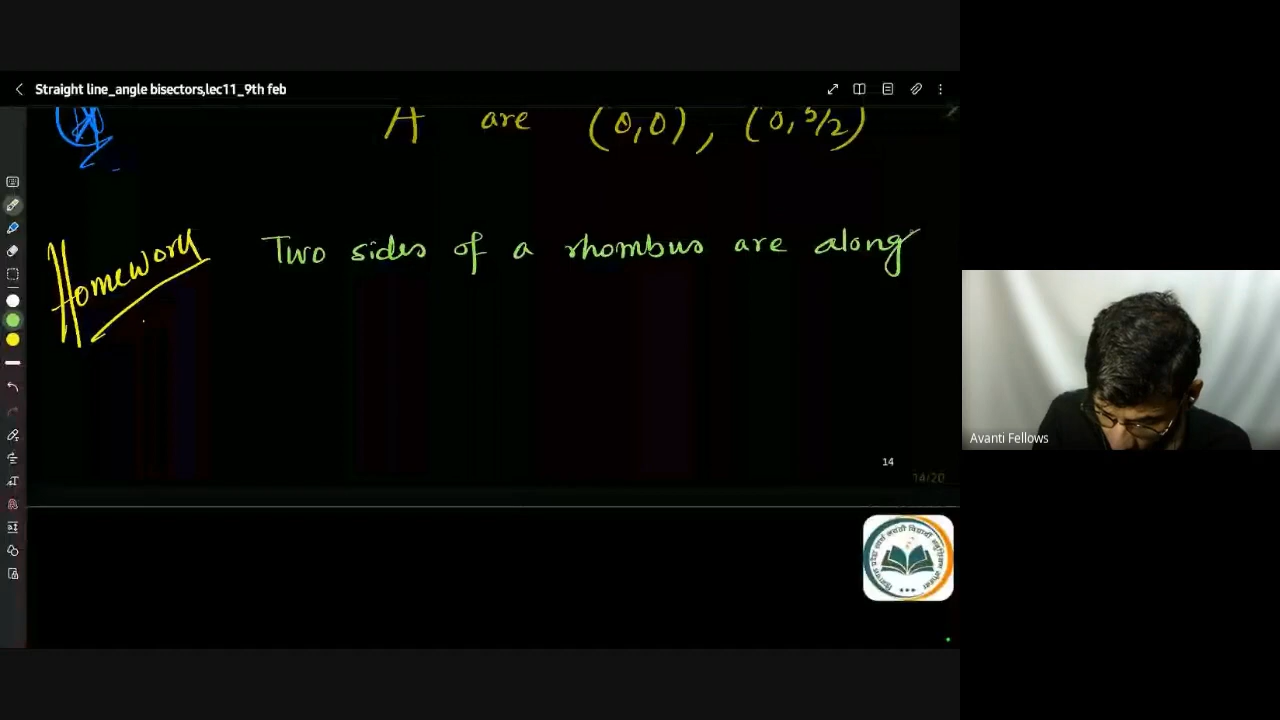 Straight line_angle bisectors,lec11_9th feb
A are (0,0), (0,5/2)
Homework Two sides of a rhombus are along
Avanti Fellows
14
14/20